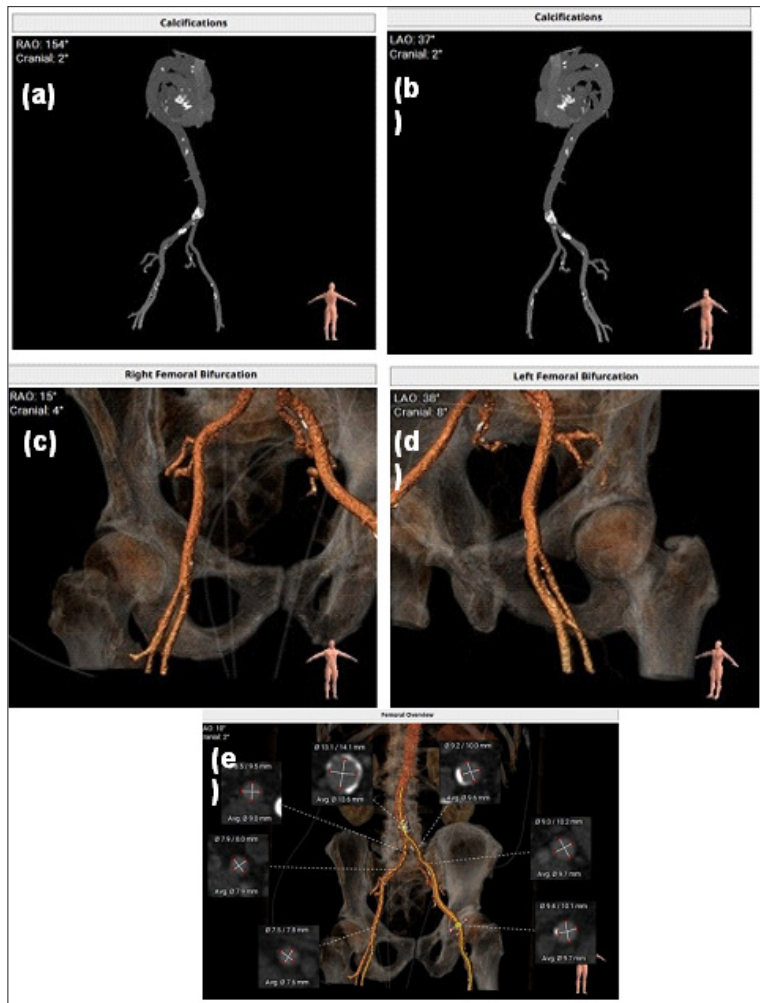 Calcifications
RAO: 154°
Cranial: 2°
(a)
Calcifications
LAO: 37°
Cranial: 2°
(b
)
Right Femoral Bifurcation
RAO: 15°
Cranial: 4°
(c)
Left Femoral Bifurcation
LAO: 38°
Cranial: 8°
(d
)
Femoral Overview
Cranial: 2°
(e
)
Ø 13.1 / 14.1 mm
Avg. Ø 13.6 mm
Ø 9.2 / 10.0 mm
Avg. Ø 9.6 mm
/ 9.5 mm
Avg. Ø 9.0 mm
Ø 7.9 / 8.0 mm
Avg. Ø 7.9 mm
Avg. Ø 9.7 mm
Ø 9.4 / 10.1 mm
Avg. Ø 9.7 mm
Ø 7.5 / 7.8 mm
Avg. Ø 7.6 mm